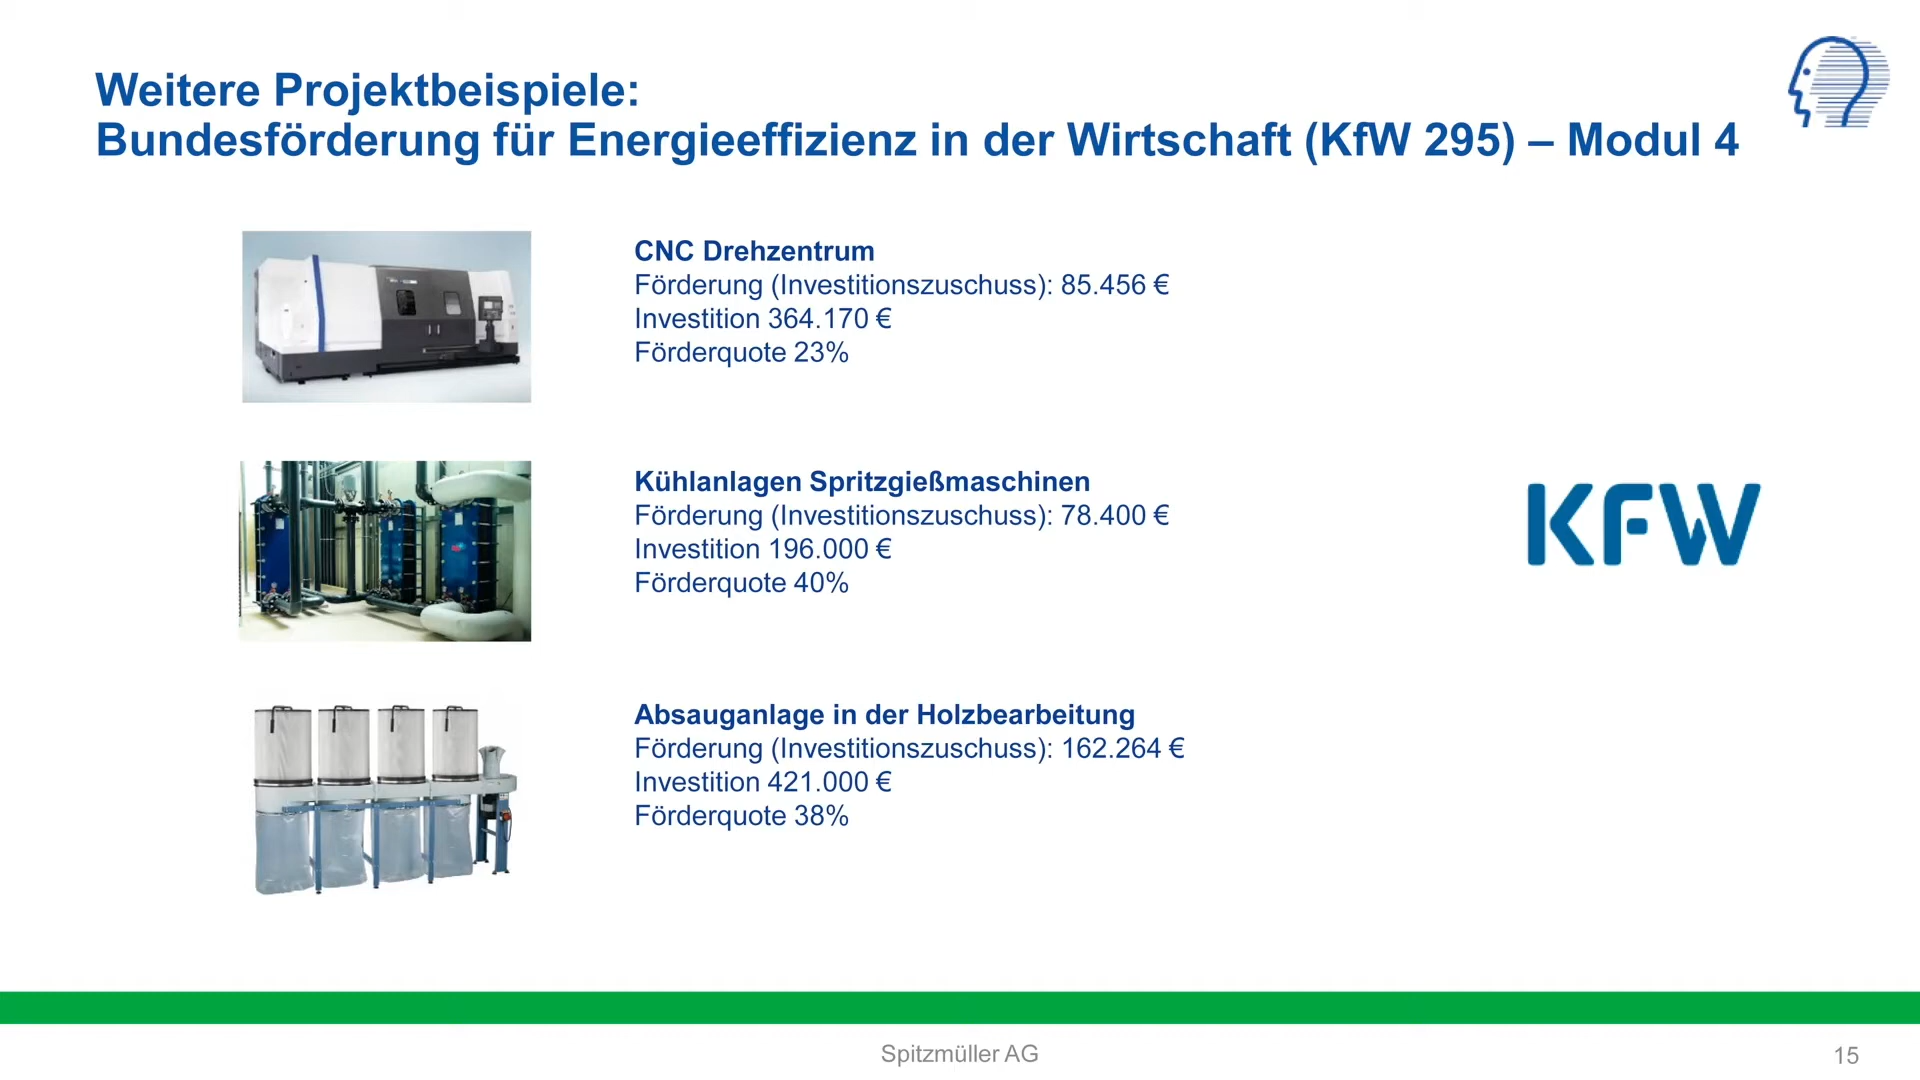 Weitere Projektbeispiele:
Bundesförderung für Energieeffizienz in der Wirtschaft (KfW 295) – Modul 4
CNC Drehzentrum
Förderung (Investitionszuschuss): 85.456 €
Investition 364.170 €
Förderquote 23%
Kühlanlagen Spritzgießmaschinen
Förderung (Investitionszuschuss): 78.400 €
Investition 196.000 €
Förderquote 40%
KFW
Absauganlage in der Holzbearbeitung
Förderung (Investitionszuschuss): 162.264 €
Investition 421.000 €
Förderquote 38%
Spitzmüller AG
15